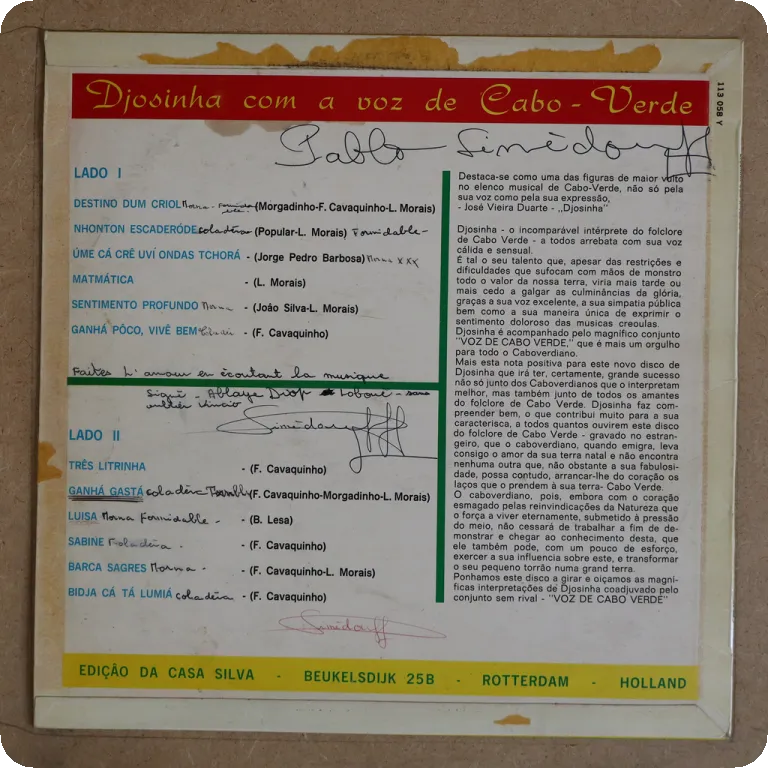 Djosinha com a voz de Cabo - Verde
113 058 Y
Pablo
LADO I
DESTINO DUM CRIOL Morna - (Morgadinho-F. Cavaquinho-L. Morais)
NHONTON ESCADERÓDE coladéra (Popular-L. Morais) Formidable -
ÚME CÁ CRÊ UVÍ ONDAS TCHORÁ - (Jorge Pedro Barbosa) Morna XXX
MATMÁTICA - (L. Morais)
SENTIMENTO PROFUNDO Morna - (João Silva-L. Morais)
GANHÁ PÔCO, VIVÊ BEM - (F. Cavaquinho)
Faites L'amour en écoutant la musique
Signé - Ablaye Diop
LADO II
TRÊS LITRINHA - (F. Cavaquinho)
GANHÁ GASTÁ coladéra (F. Cavaquinho-Morgadinho-L. Morais)
LUISA Morna Formidable - - (B. Lesa)
SABINE Coladéra - - (F. Cavaquinho)
BARCA SAGRES Morna - - (F. Cavaquinho-L. Morais)
BIDJA CÁ TÁ LUMIÁ coladéra - (F. Cavaquinho)
Destaca-se como uma das figuras de maior vulto
no elenco musical de Cabo-Verde, não só pela
sua voz como pela sua expressão,
- José Vieira Duarte - „Djosinha"
Djosinha - o incomparável intérprete do folclore
de Cabo Verde - a todos arrebata com sua voz
cálida e sensual.
É tal o seu talento que, apesar das restrições e
dificuldades que sufocam com mãos de monstro
todo o valor da nossa terra, viria mais tarde ou
mais cedo a galgar as culminâncias da glória,
graças a sua voz excelente, a sua simpatia pública
bem como a sua maneira única de exprimir o
sentimento doloroso das musicas creoulas.
Djosinha é acompanhado pelo magnífico conjunto
"VOZ DE CABO VERDE," que é mais um orgulho
para todo o Caboverdiano.
Mais esta nota positiva para este novo disco de
Djosinha que irá ter, certamente, grande sucesso
não só junto dos Caboverdianos que o interpretam
melhor, mas também junto de todos os amantes
do folclore de Cabo Verde. Djosinha faz com-
preender bem, o que contribui muito para a sua
caracterisca, a todos quantos ouvirem este disco
do folclore de Cabo Verde - gravado no estran-
geiro, que o caboverdiano, quando emigra, leva
consigo o amor da sua terra natal e não encontra
nenhuma outra que, não obstante a sua fabulosi-
dade, possa contudo, arrancar-lhe do coração os
laços que o prendem à sua terra- Cabo Verde.
O caboverdiano, pois, embora com o coração
esmagado pelas reinvindicações da Natureza que
o força a viver eternamente, submetido à pressão
do meio, não cessará de trabalhar a fim de de-
monstrar e chegar ao conhecimento desta, que
ele também pode, com um pouco de esforço,
exercer a sua influencia sobre este, e transformar
o seu pequeno torrão numa grand terra.
Ponhamos este disco a girar e oiçamos as magni-
ficas interpretações de Djosinha coadjuvado pelo
conjunto sem rival - "VOZ DE CABO VERDE"
EDIÇÂO DA CASA SILVA - BEUKELSDIJK 25B - ROTTERDAM - HOLLAND